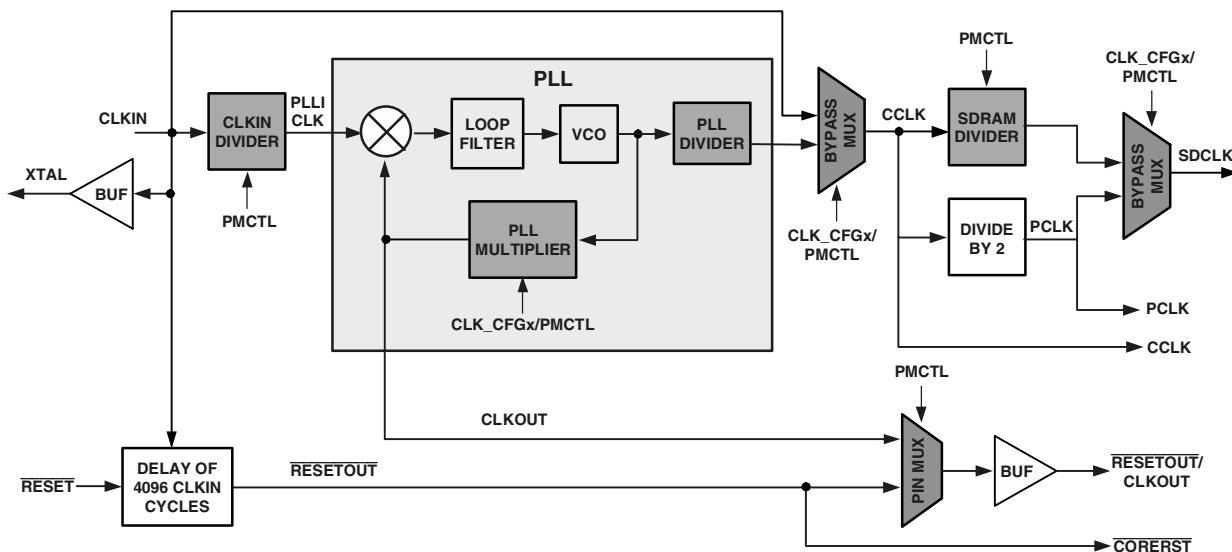 PMCTL
CLK_CFGx/
PMCTL
PLL
CLKIN
PLLI
CLK
CLKIN
DIVIDER
LOOP
FILTER
VCO
PLL
DIVIDER
BYPASS
MUX
CCLK
SDRAM
DIVIDER
BYPASS
MUX
SDCLK
XTAL
BUF
PMCTL
PLL
MULTIPLIER
CLK_CFGx/
PMCTL
DIVIDE
BY 2
PCLK
CLK_CFGx/PMCTL
PCLK
CCLK
PMCTL
CLKOUT
RESET
DELAY OF
4096 CLKIN
CYCLES
RESETOUT
PIN MUX
BUF
RESETOUT/
CLKOUT
CORERST